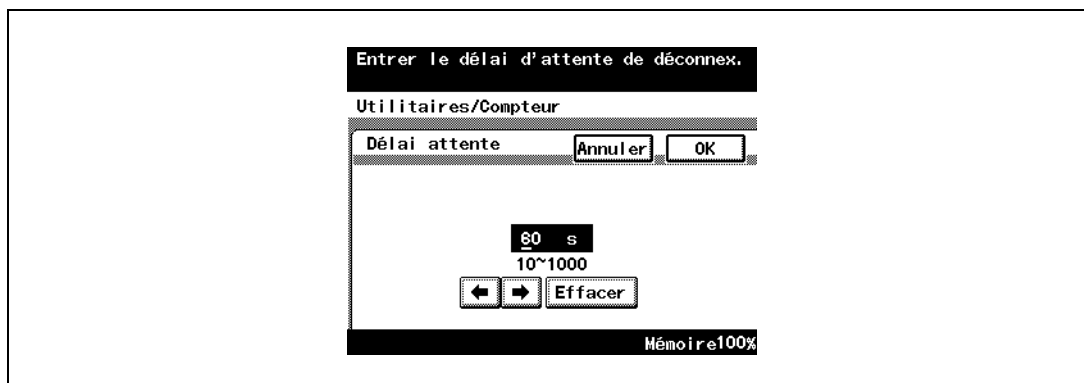 Entrer le délai d'attente de déconnex.
Utilitaires/Compteur
Délai attente Annuler OK
60 s
10~1000
← → Effacer
Mémoire100%